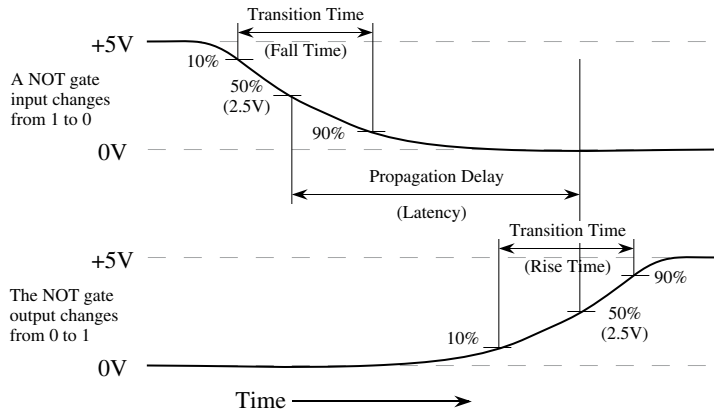 Transition Time
(Fall Time)
+5V
10%
A NOT gate
input changes
from 1 to 0
50%
(2.5V)
90%
0V
Propagation Delay
(Latency)
Transition Time
(Rise Time)
+5V
90%
The NOT gate
output changes
from 0 to 1
50%
(2.5V)
10%
0V
Time